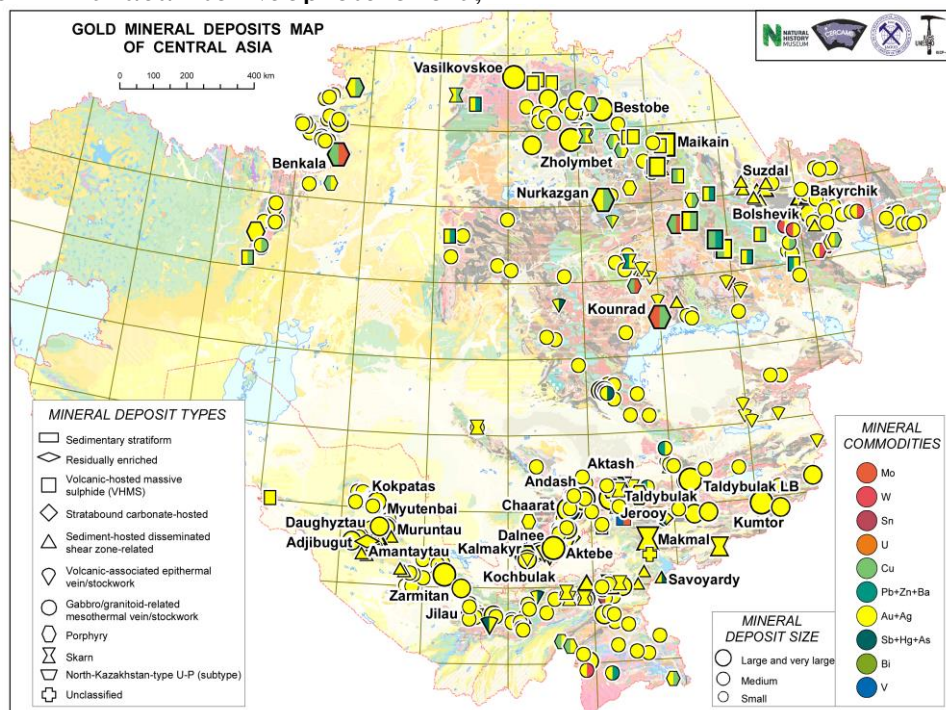 GOLD MINERAL DEPOSITS MAP
OF CENTRAL ASIA
0 80 160 240 320 400 km
NATURAL
HISTORY
MUSEUM
CERCAMS
Vasilkovskoe
Bestobe
Benkala
Zholymbet
Maikain
Suzdal
Nurkazgan
Bakyrchik
Bolshevik
Kounrad
MINERAL DEPOSIT TYPES
Sedimentary stratiform
Residually enriched
Volcanic-hosted massive
sulphide (VHMS)
Stratabound carbonate-hosted
Sediment-hosted disseminated
shear zone-related
Volcanic-associated epithermal
vein/stockwork
Gabbro/granitoid-related
mesothermal vein/stockwork
Porphyry
Skarn
North-Kazakhstan-type U-P (subtype)
Unclassified
Kokpatas
Myutenbai
Daughyztau
Muruntau
Adjibugut
Amantaytau
Zarmitan
Jilau
Aktash
Andash
Chaarat
Taldybulak
Taldybulak LB
Jerooy
Kumtor
Dalnee
Makmal
Kalmakyr
Aktebe
Kochbulak
Savoyardy
MINERAL
DEPOSIT SIZE
Large and very large
Medium
Small
MINERAL
COMMODITIES
Mo
W
Sn
U
Cu
Pb+Zn+Ba
Au+Ag
Sb+Hg+As
Bi
V